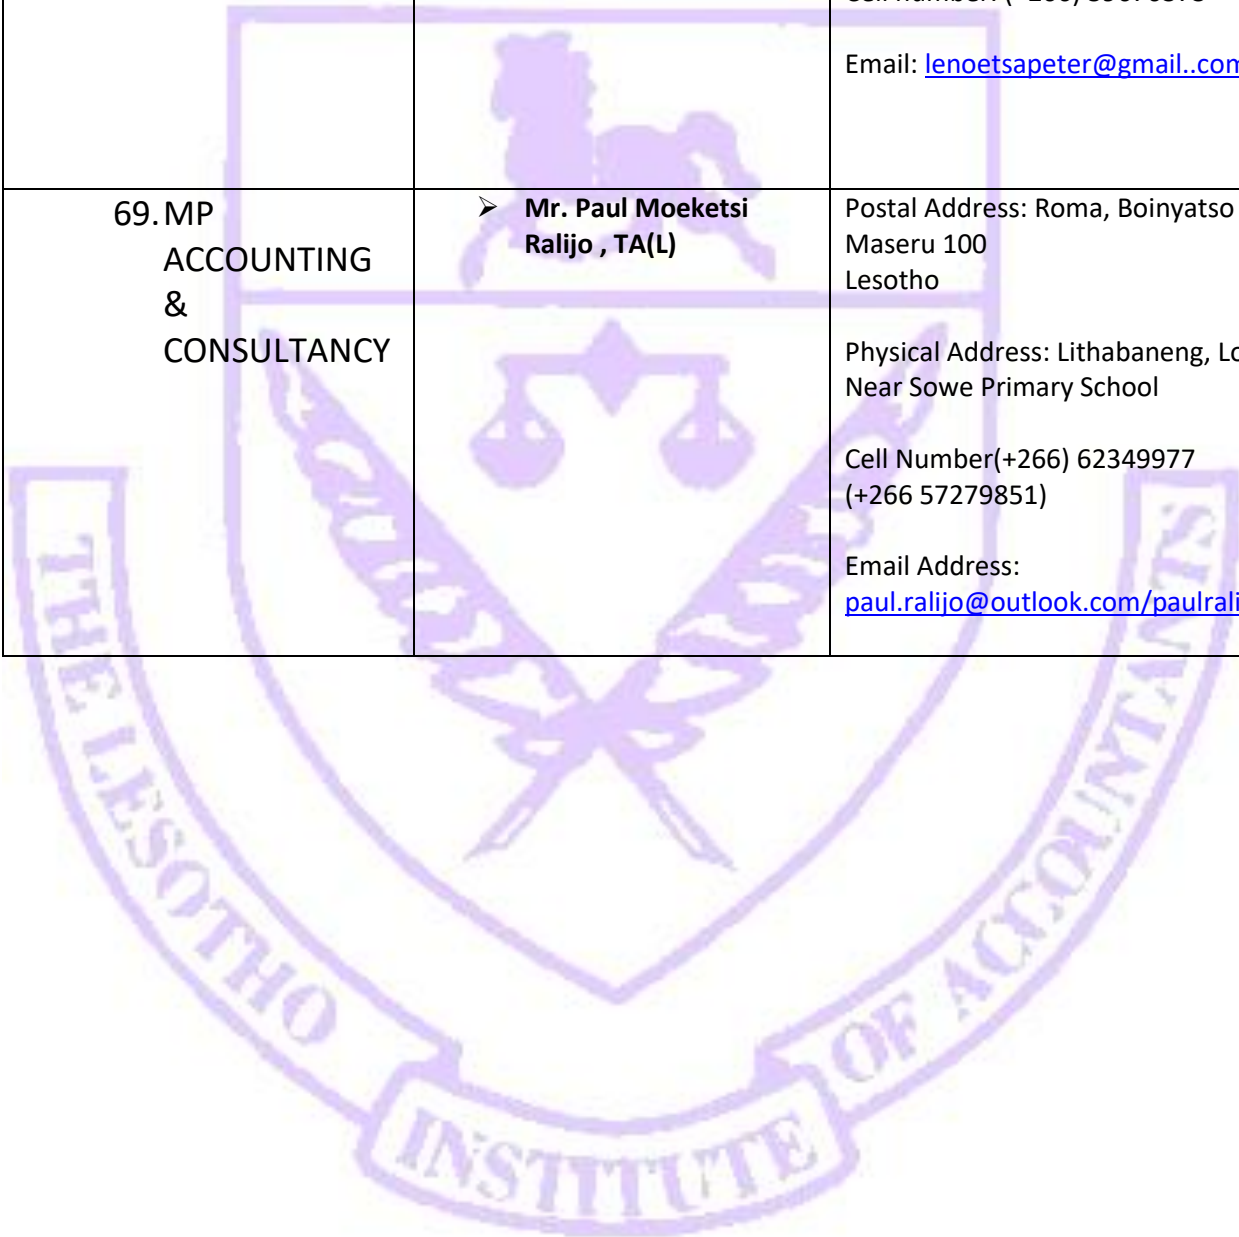 Email: lenoetsapeter@gmail..com
69. MP
ACCOUNTING
&
CONSULTANCY
➢ Mr. Paul Moeketsi
Ralijo , TA(L)
Postal Address: Roma, Boinyatso
Maseru 100
Lesotho
Physical Address: Lithabaneng, Lo
Near Sowe Primary School
Cell Number(+266) 62349977
(+266 57279851)
Email Address:
paul.ralijo@outlook.com/paulrali
THE LESOTHO
INSTITUTE
OF ACCOUNTANTS